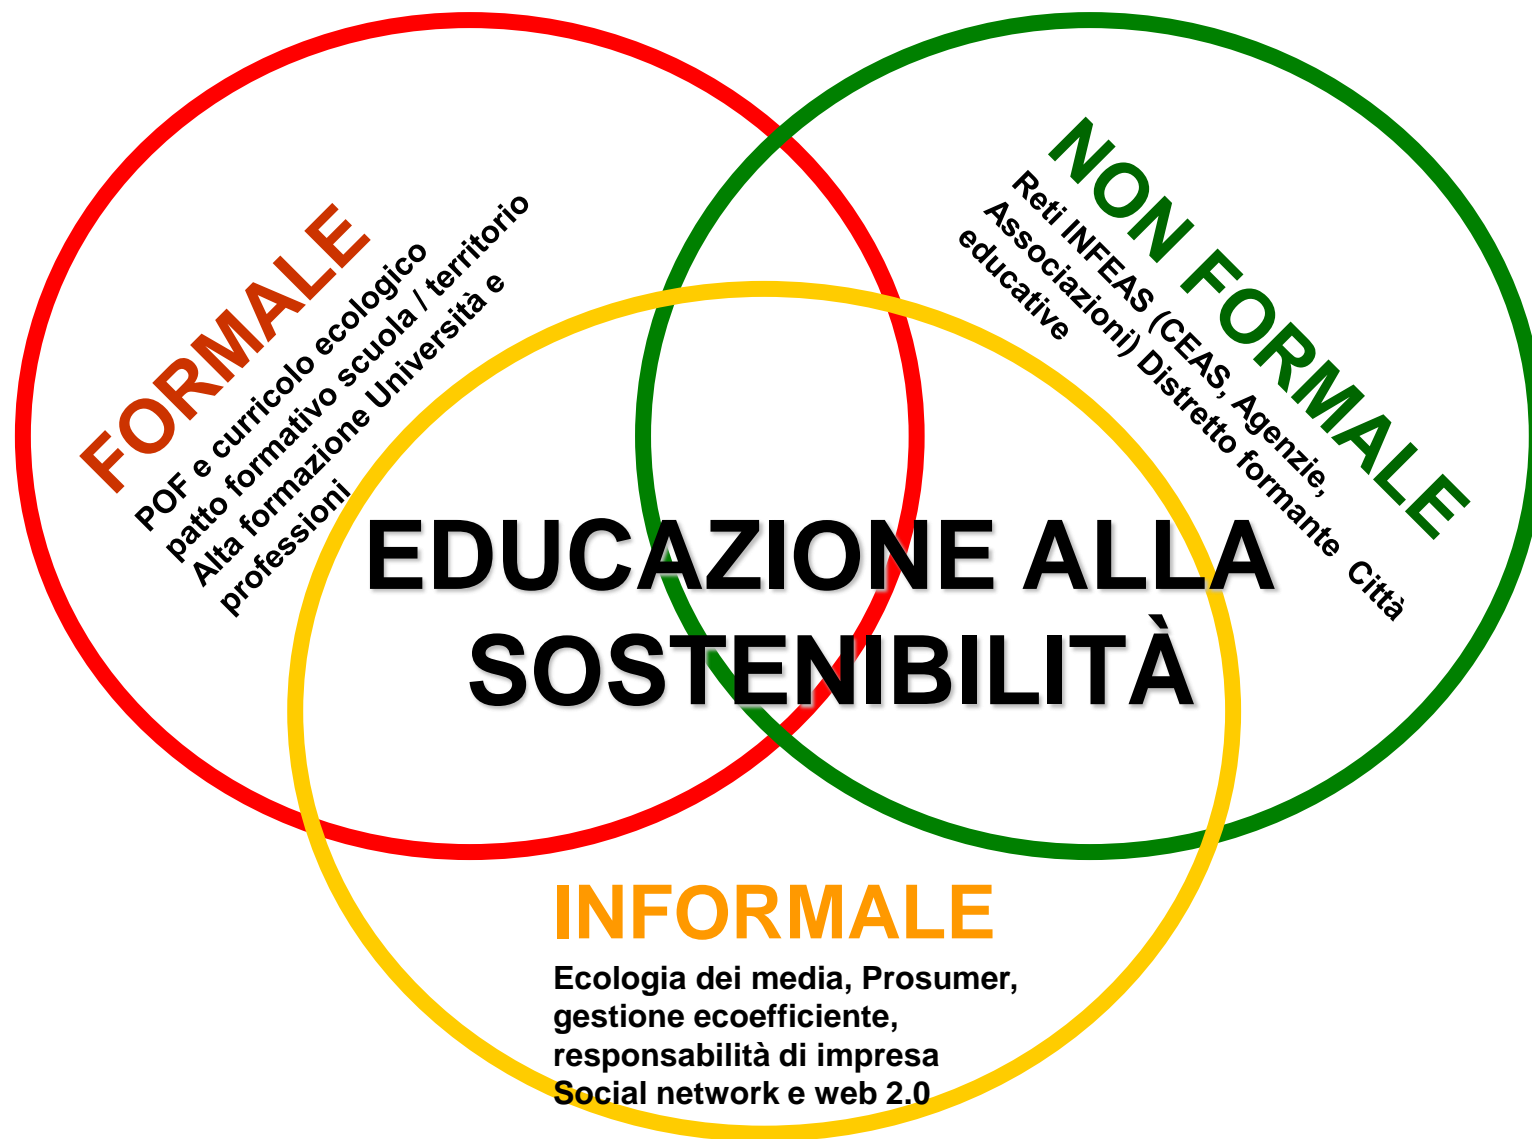 FORMALE
POF e curricolo ecologico
patto formativo scuola / territorio
Alta formazione Università e
professioni
NON FORMALE
Reti INFEAS (CEAS, Agenzie,
Associazioni) Distretto formante Città
educative
EDUCAZIONE ALLA
SOSTENIBILITÀ
INFORMALE
Ecologia dei media, Prosumer,
gestione ecoefficiente,
responsabilità di impresa
Social network e web 2.0